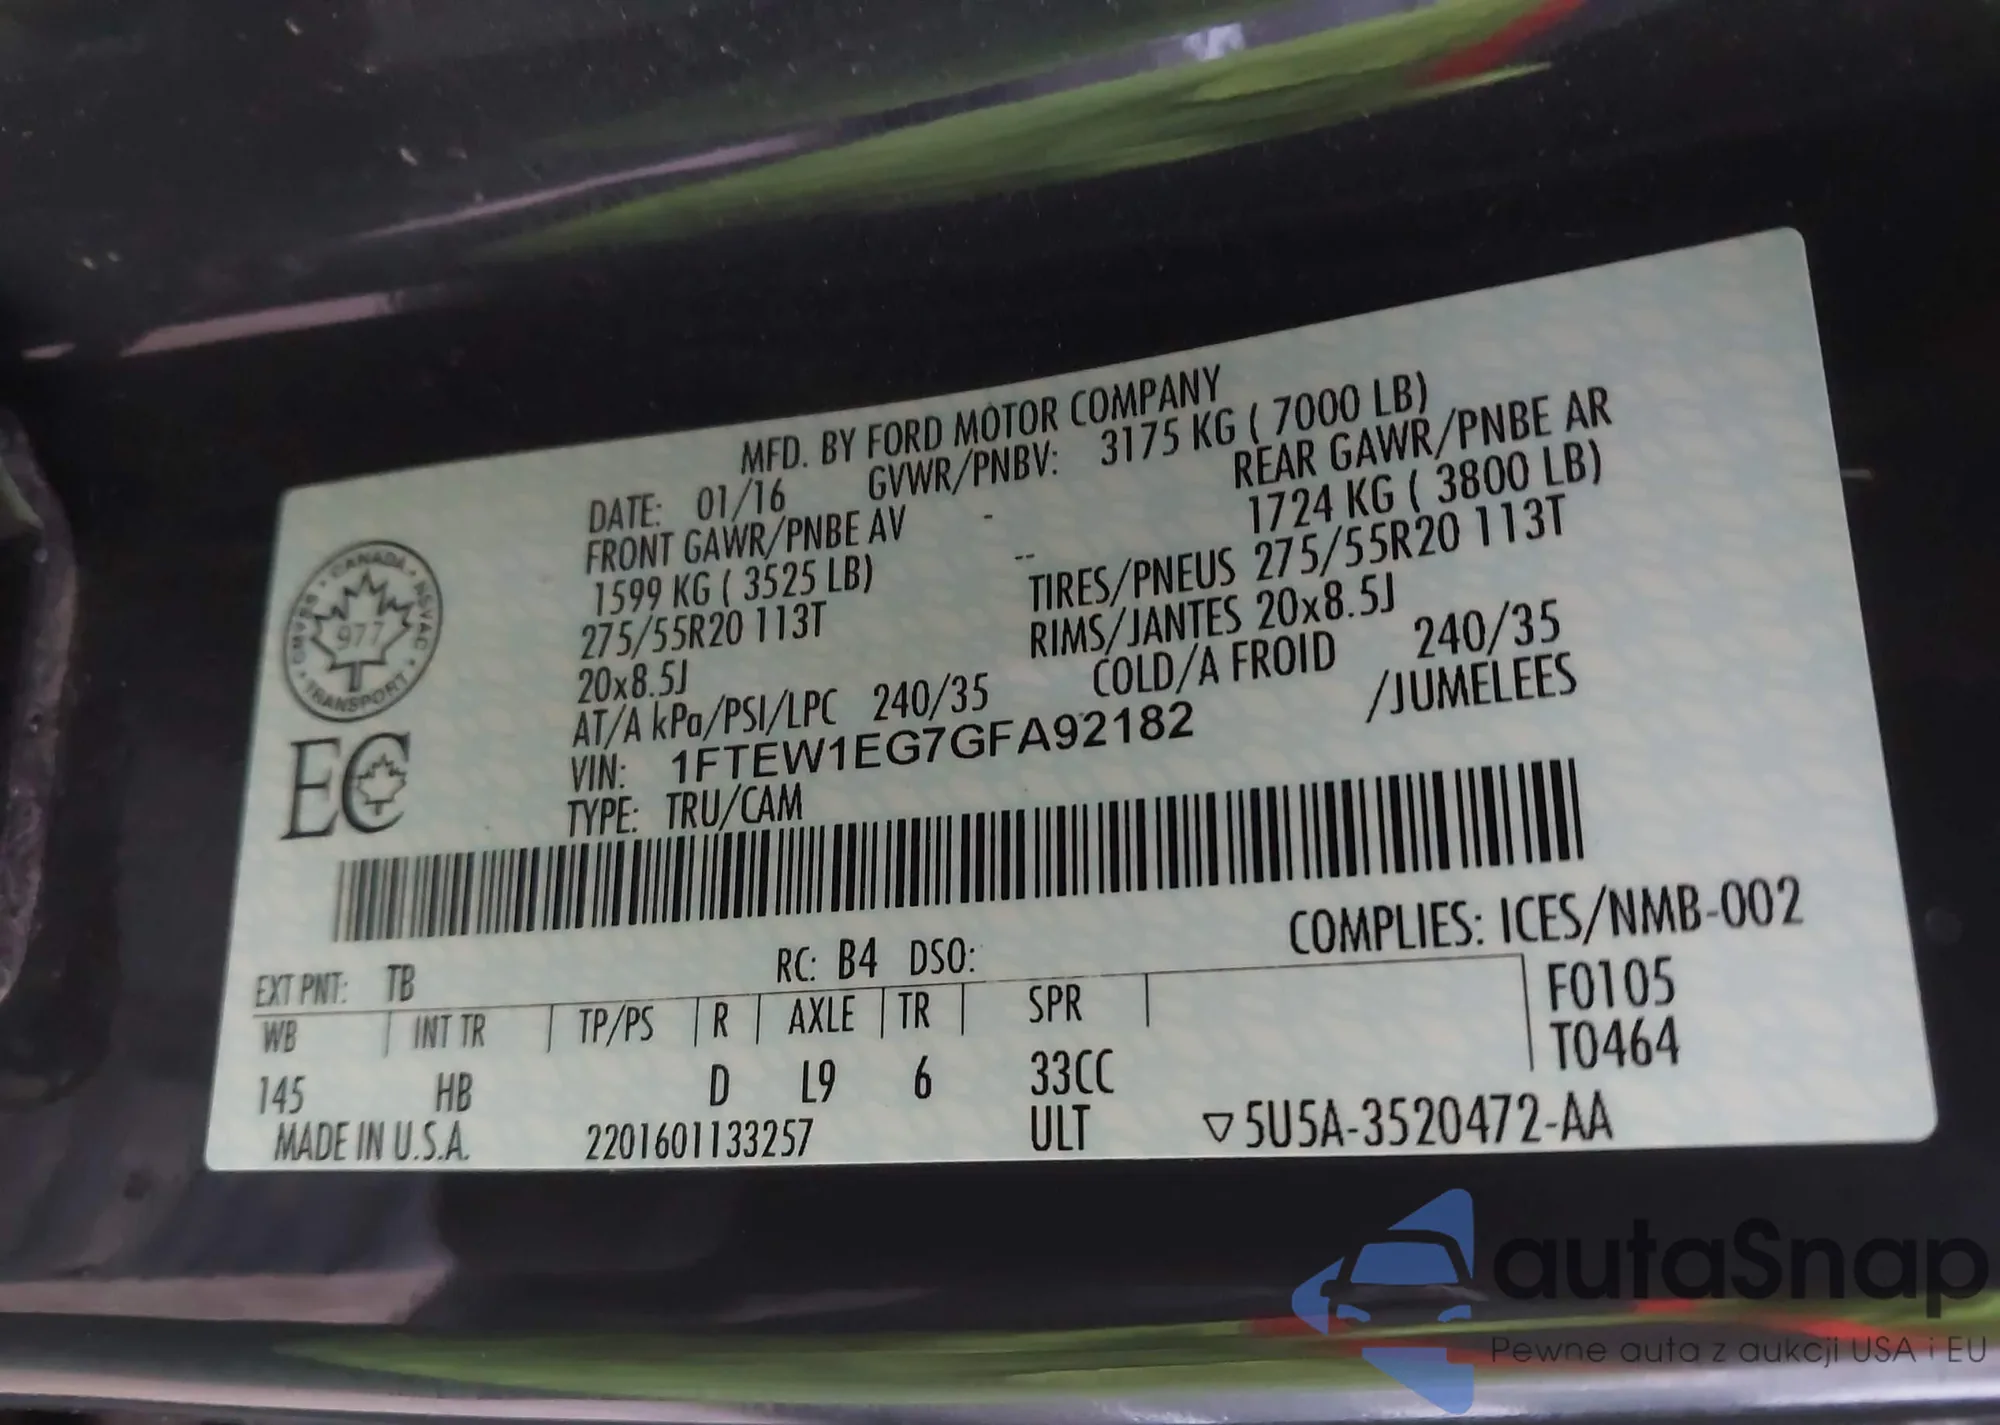 MFD. BY FORD MOTOR COMPANY
DATE: 01/16 GVWR/PNBV: 3175 KG ( 7000 LB)
FRONT GAWR/PNBE AV - REAR GAWR/PNBE AR
1599 KG ( 3525 LB) -- 1724 KG ( 3800 LB)
275/55R20 113T TIRES/PNEUS 275/55R20 113T
20x8.5J RIMS/JANTES 20x8.5J
AT/A kPa/PSI/LPC 240/35 COLD/A FROID 240/35
VIN: 1FTEW1EG7GFA92182 /JUMELEES
TYPE: TRU/CAM
CANADA · NSVAC · TRANSPORT · CMVSS ·
977
EC
COMPLIES: ICES/NMB-002
EXT PNT: TB RC: B4 DSO:
F0105
WB INT TR TP/PS R AXLE TR SPR
T0464
145 HB D L9 6 33CC
MADE IN U.S.A. 2201601133257 ULT ▽5U5A-3520472-AA
autaSnap
Pewne auta z aukcji USA i EU